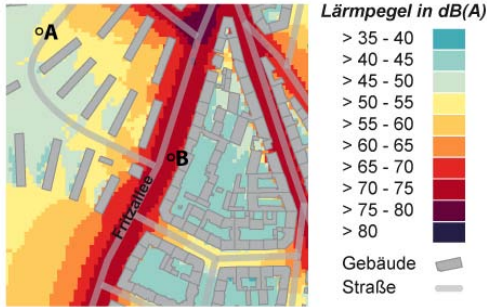 Lärmpegel in dB(A)
> 35 - 40
> 40 - 45
> 45 - 50
> 50 - 55
> 55 - 60
> 60 - 65
> 65 - 70
> 70 - 75
> 75 - 80
> 80
Gebäude
Straße
A
B
Fritzallee